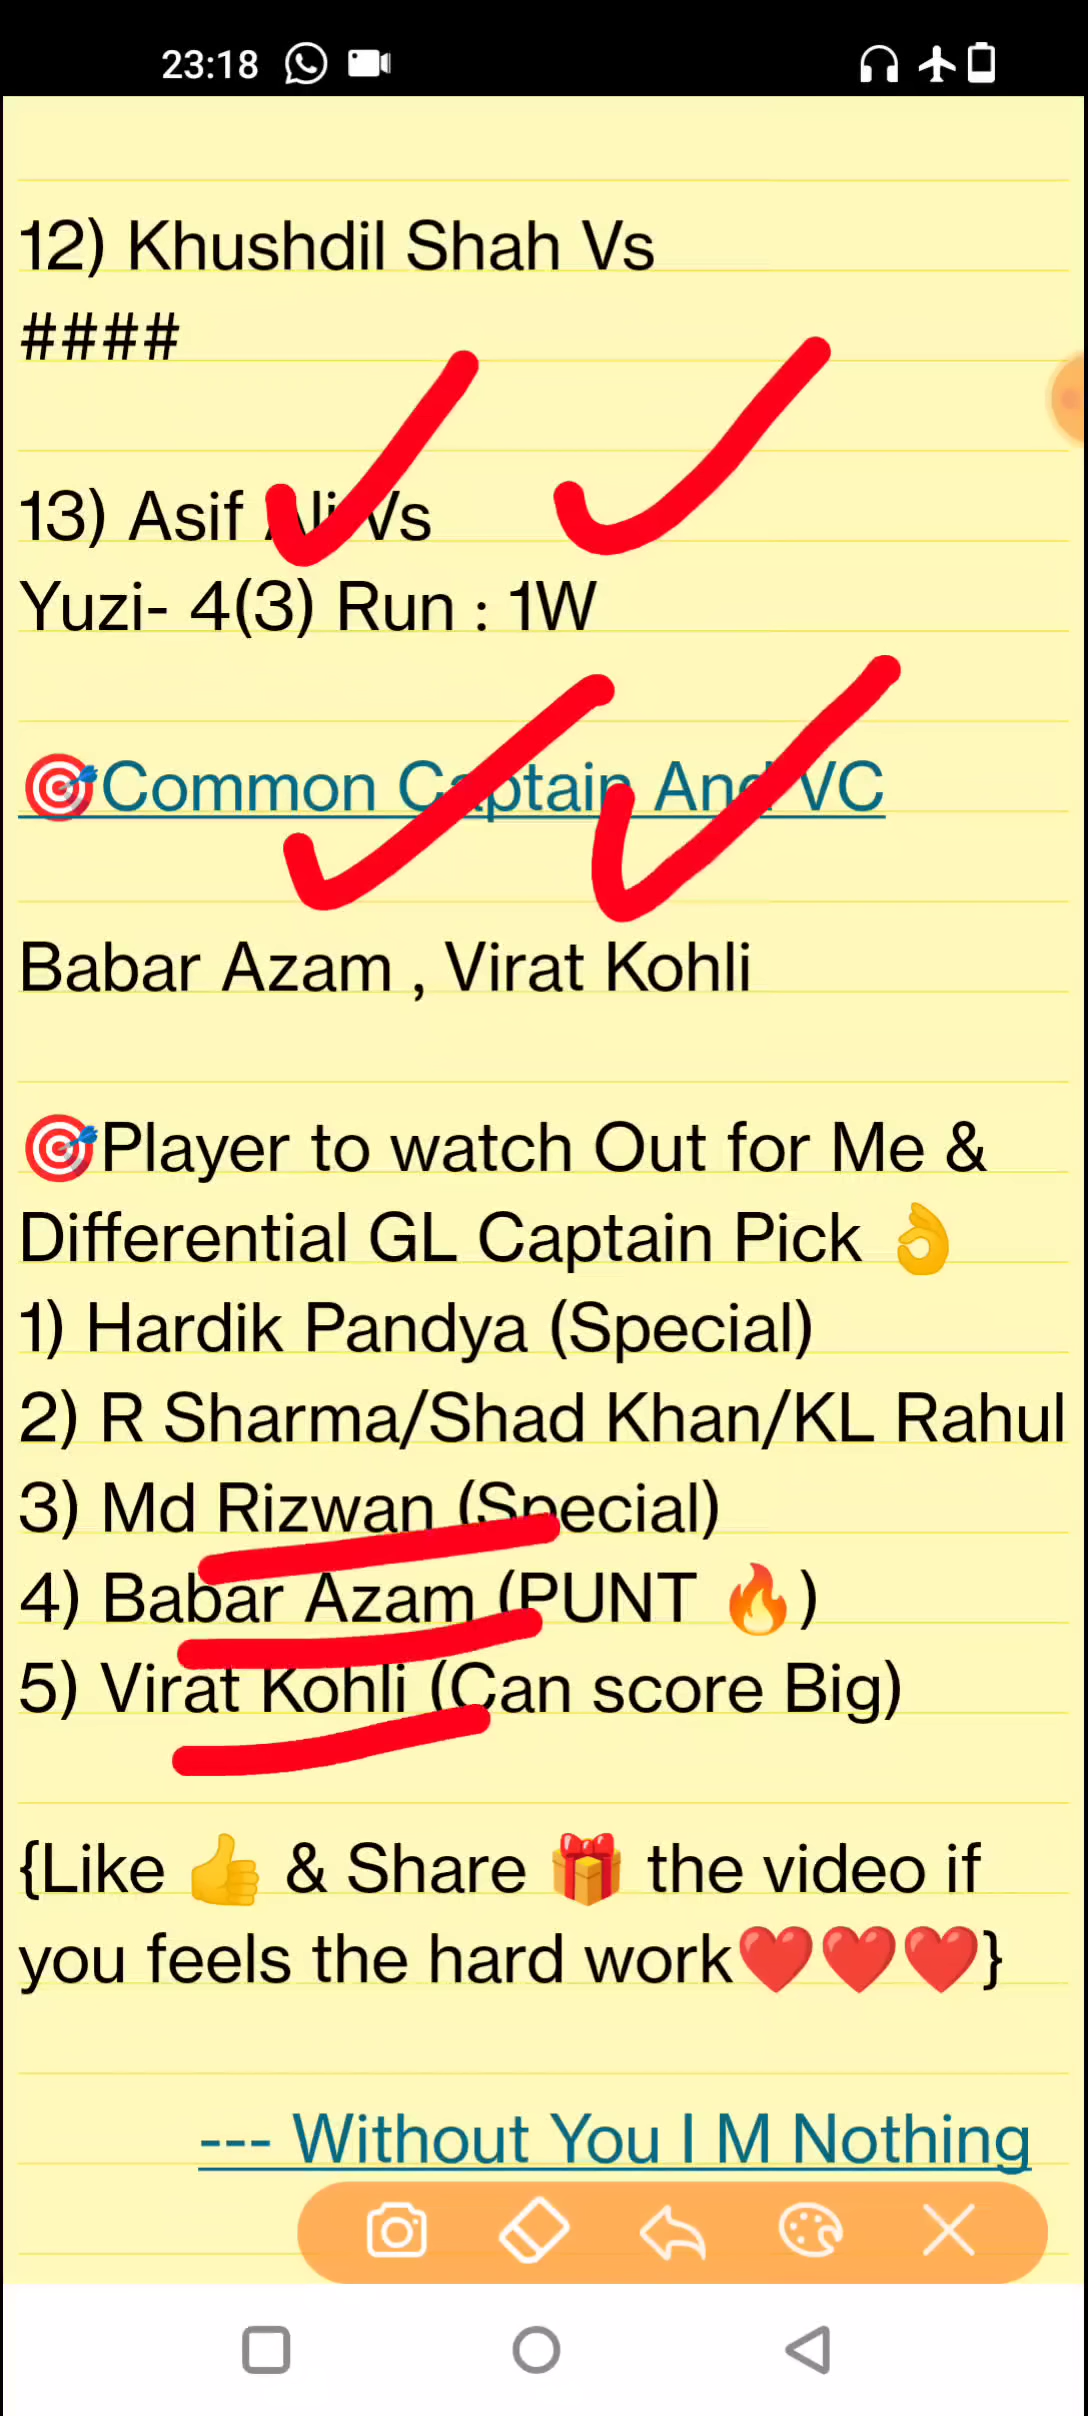 23:18
12) Khushdil Shah Vs
####
13) Asif Ali Vs
Yuzi- 4(3) Run : 1W
🎯Common Captain And VC
Babar Azam , Virat Kohli
🎯Player to watch Out for Me &
Differential GL Captain Pick 👌
1) Hardik Pandya (Special)
2) R Sharma/Shad Khan/KL Rahul
3) Md Rizwan (Special)
4) Babar Azam (PUNT 🔥)
5) Virat Kohli (Can score Big)
{Like 👍 & Share 🎁 the video if
you feels the hard work❤️❤️❤️}
--- Without You I M Nothing